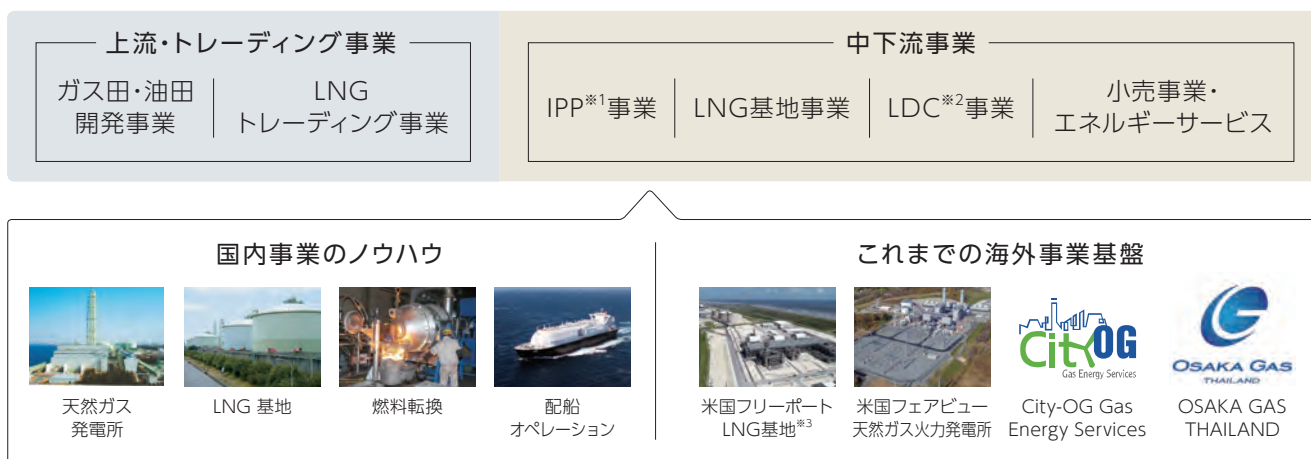 上流・トレーディング事業
ガス田・油田
開発事業
LNG
トレーディング事業
中下流事業
IPP※1事業
LNG基地事業
LDC※2事業
小売事業・
エネルギーサービス
国内事業のノウハウ
天然ガス
発電所
LNG 基地
燃料転換
配船
オペレーション
これまでの海外事業基盤
米国フリーポート
LNG基地※3
米国フェアビュー
天然ガス火力発電所
City OG
Gas Energy Services
City-OG Gas
Energy Services
OSAKA GAS
THAILAND
OSAKA GAS
THAILAND